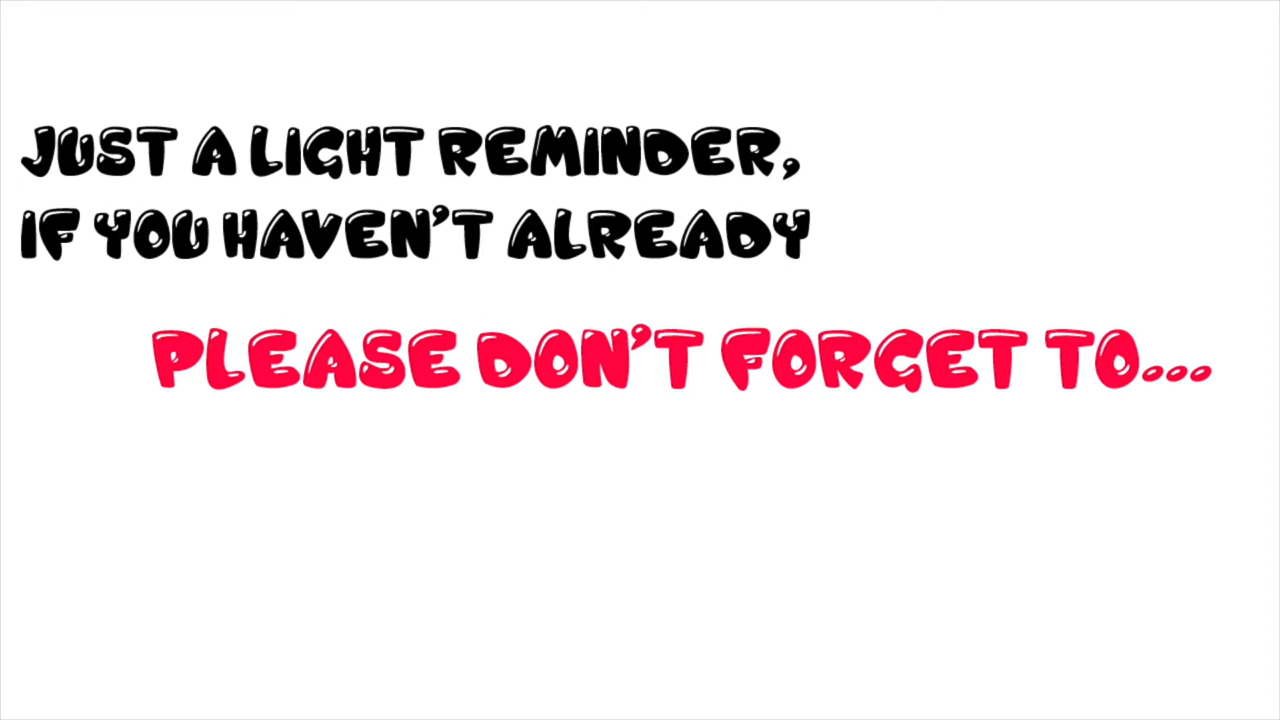 JUST A LIGHT REMINDER,
IF YOU HAVEN'T ALREADY
PLEASE DON'T FORGET TO...